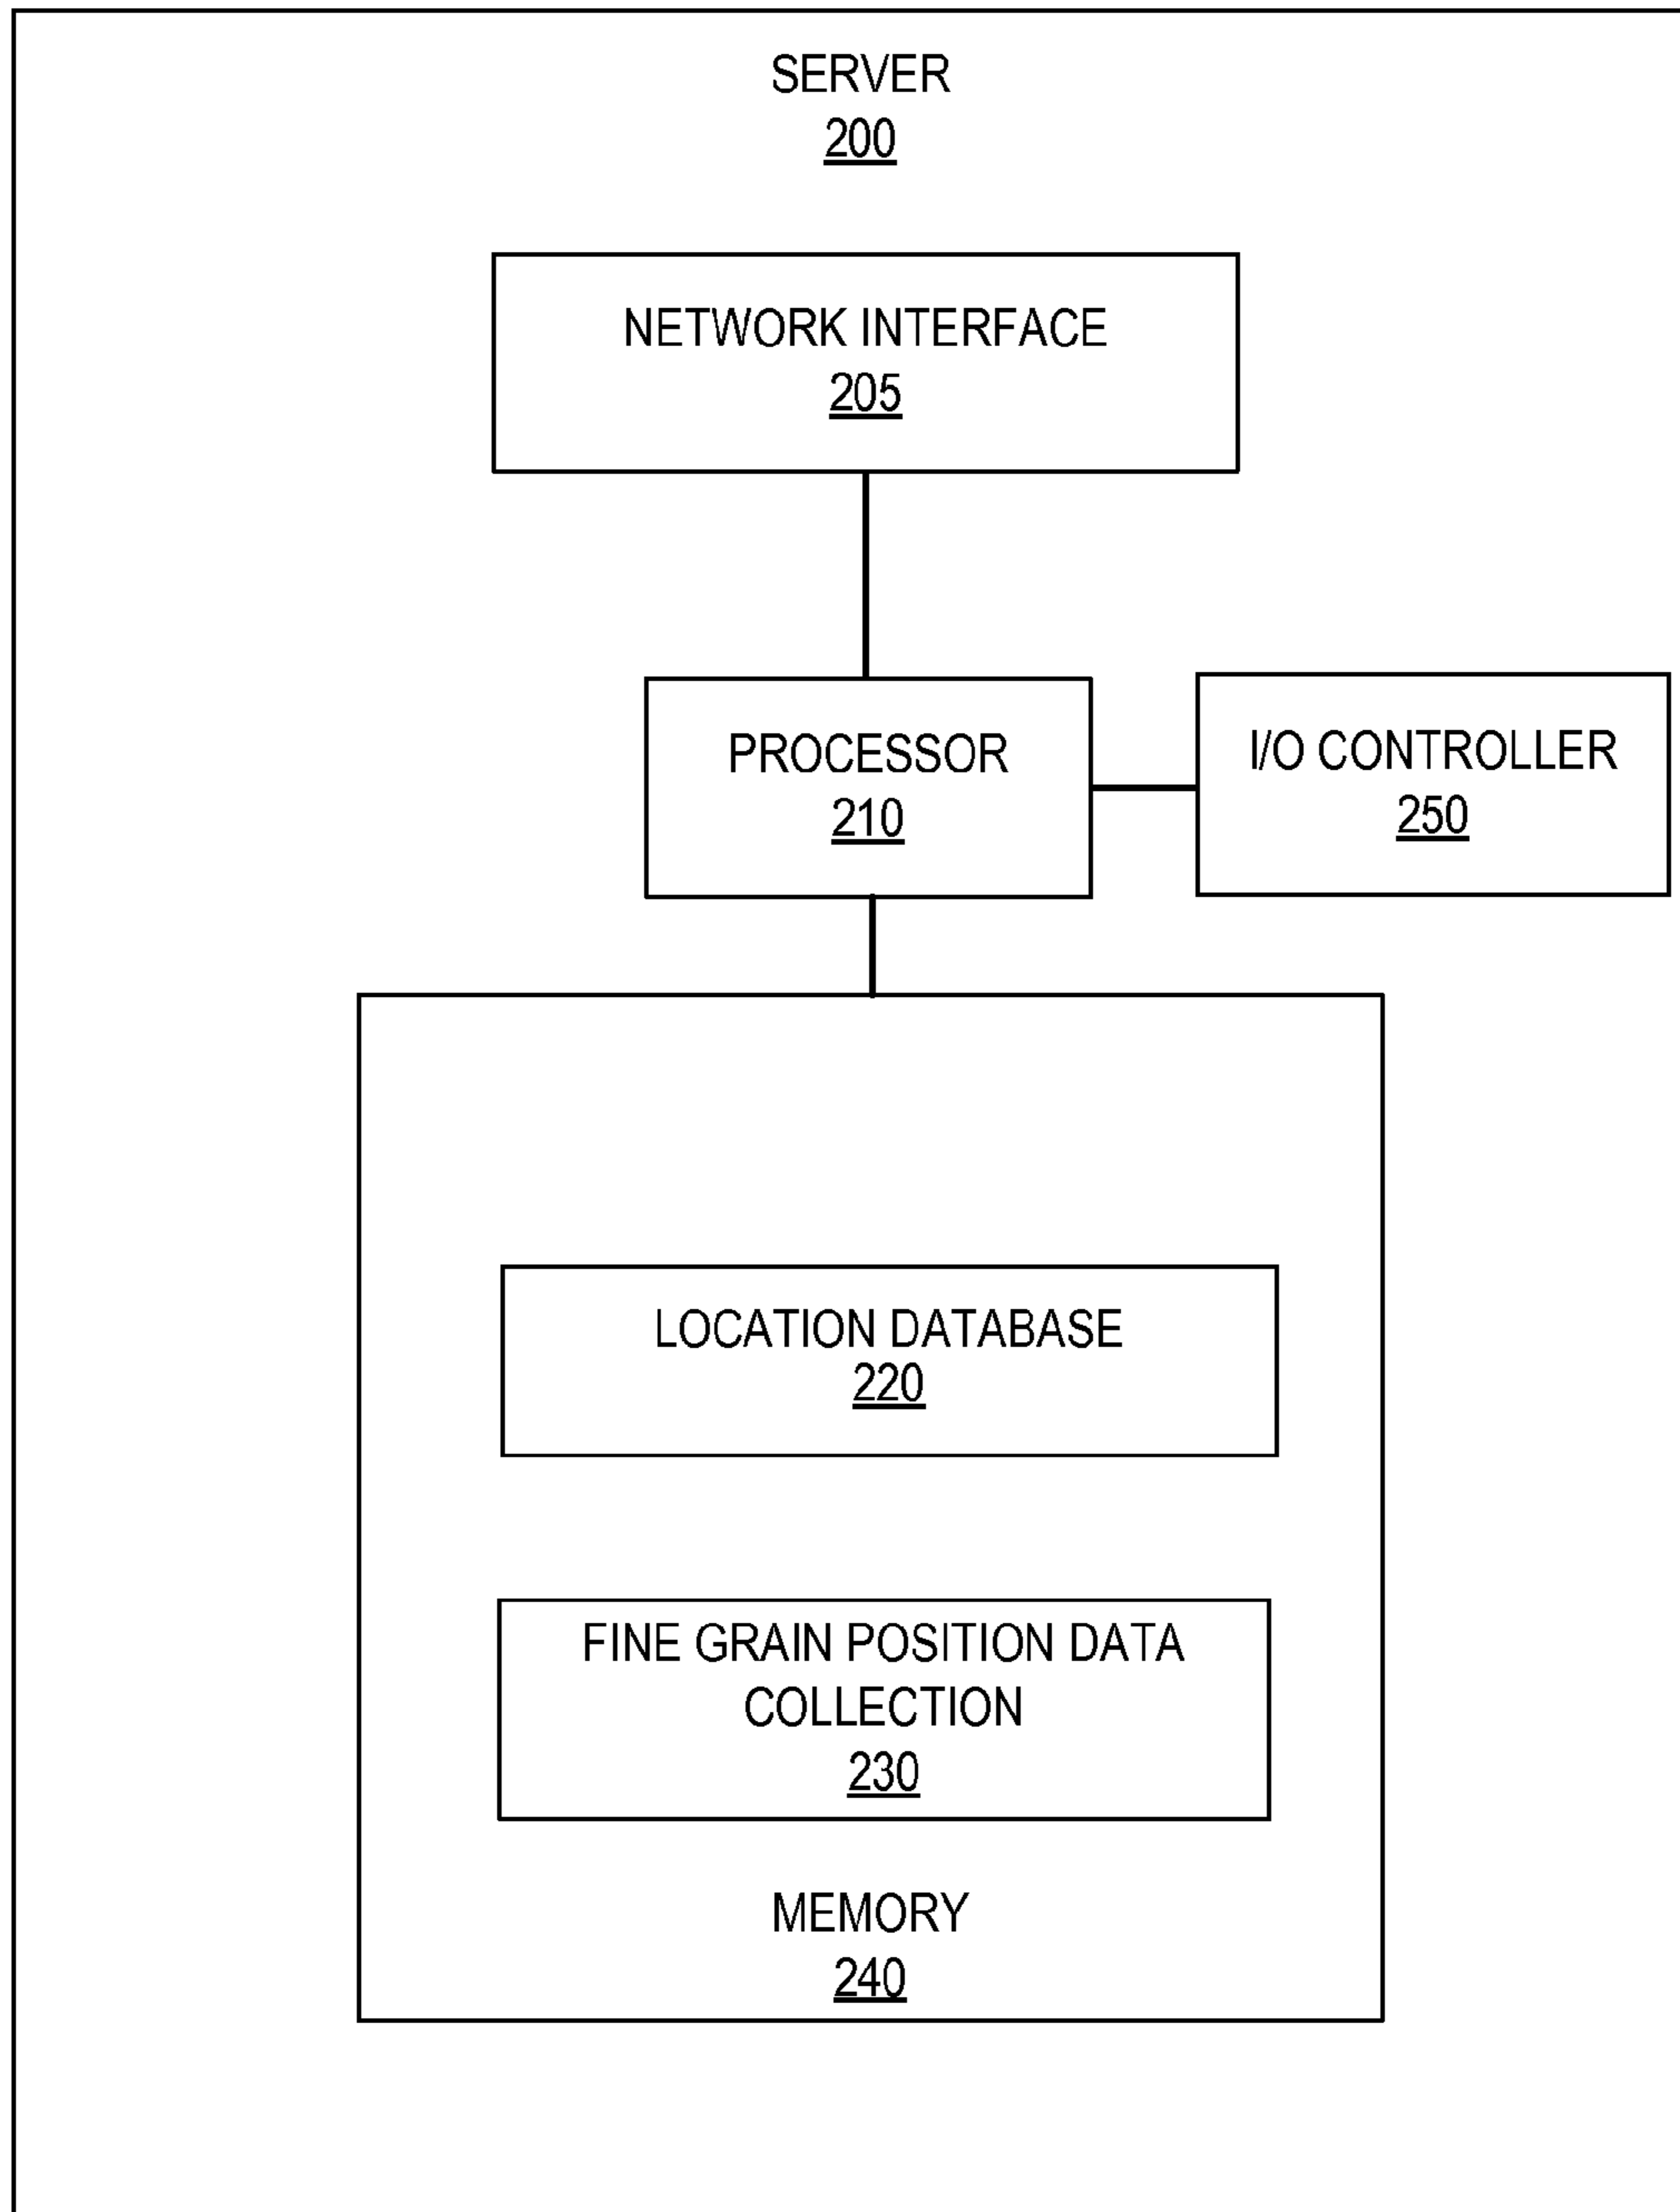 SERVER
200
NETWORK INTERFACE
205
PROCESSOR
210
I/O CONTROLLER
250
LOCATION DATABASE
220
FINE GRAIN POSITION DATA
COLLECTION
230
MEMORY
240